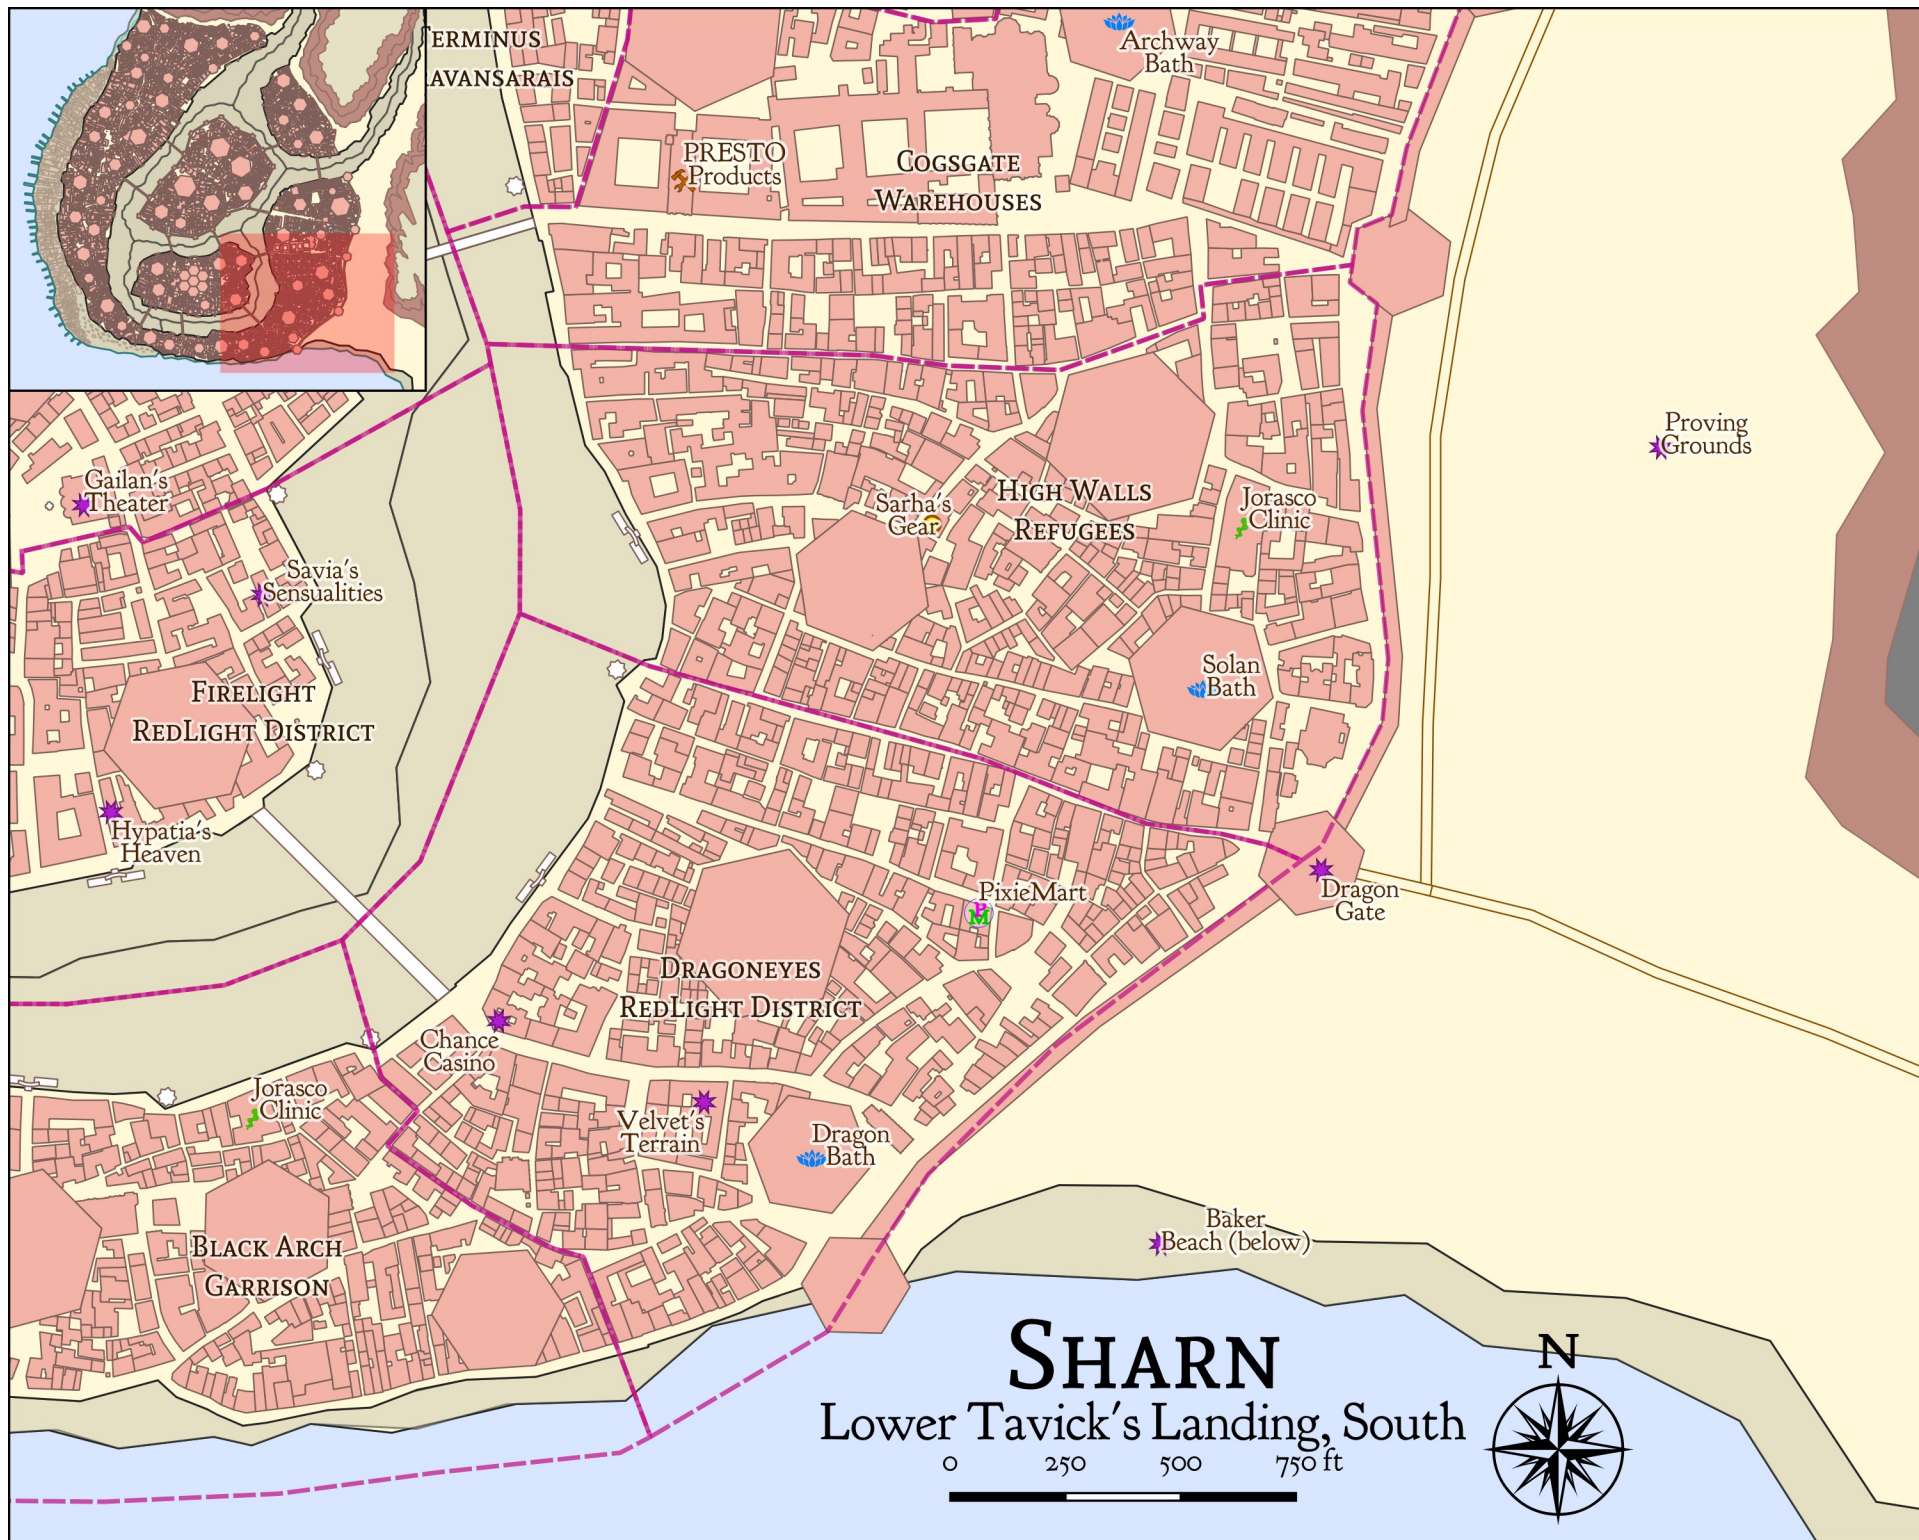 TERMINUS
RAVANSARAIS
Archway
Bath
PRESTO
Products
COGSGATE
WAREHOUSES
Proving
Grounds
Gailan's
Theater
HIGH WALLS
REFUGEES
Sarha's
Gear
Jorasco
Clinic
Savia's
Sensualities
Solan
Bath
FIRELIGHT
REDLIGHT DISTRICT
Hypatia's
Heaven
PixieMart
P
M
Dragon
Gate
DRAGONEYES
REDLIGHT DISTRICT
Chance
Casino
Jorasco
Clinic
Velvet's
Terrain
Dragon
Bath
Baker
Beach (below)
BLACK ARCH
GARRISON
SHARN
Lower Tavick's Landing, South
0 250 500 750 ft
N